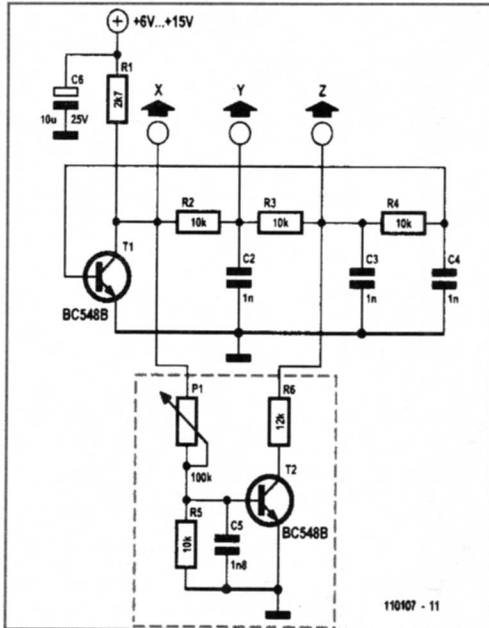 +6V...+15V
C6
R1
2k7
10u
25V
X
Y
Z
R2
10k
R3
10k
R4
10k
T1
BC548B
C2
1n
C3
1n
C4
1n
P1
100k
R6
12k
T2
BC548B
R5
10k
C5
1n8
110107 - 11